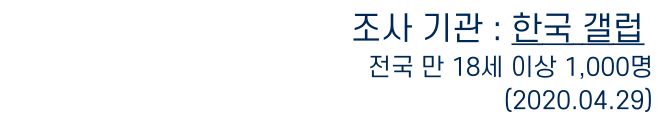 조사 기관 : 한국 갤럽
전국 만 18세 이상 1,000명
(2020.04.29)